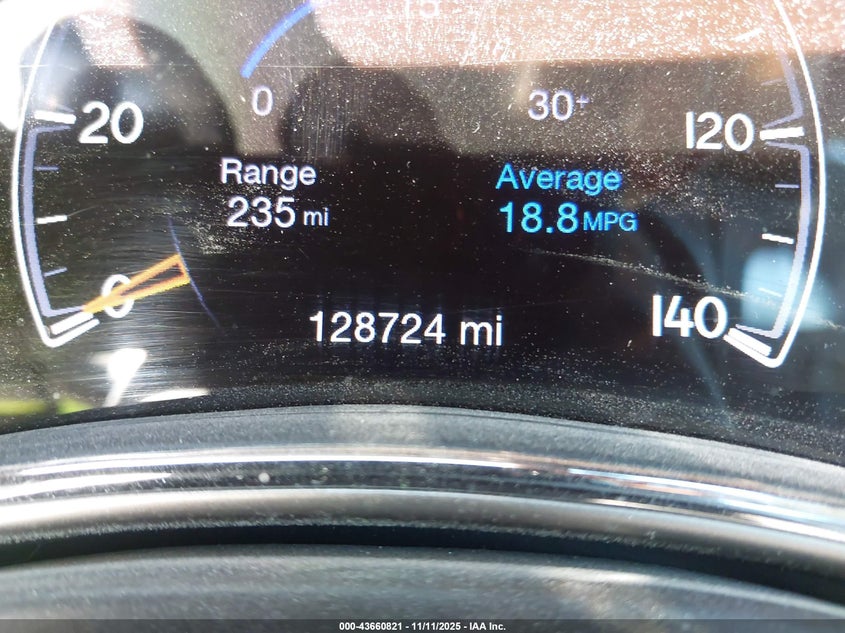 15
0
30+
20
120
Range
Average
235 mi
18.8 MPG
0
140
128724 mi
000-43660821 - 11/11/2025 - IAA Inc.